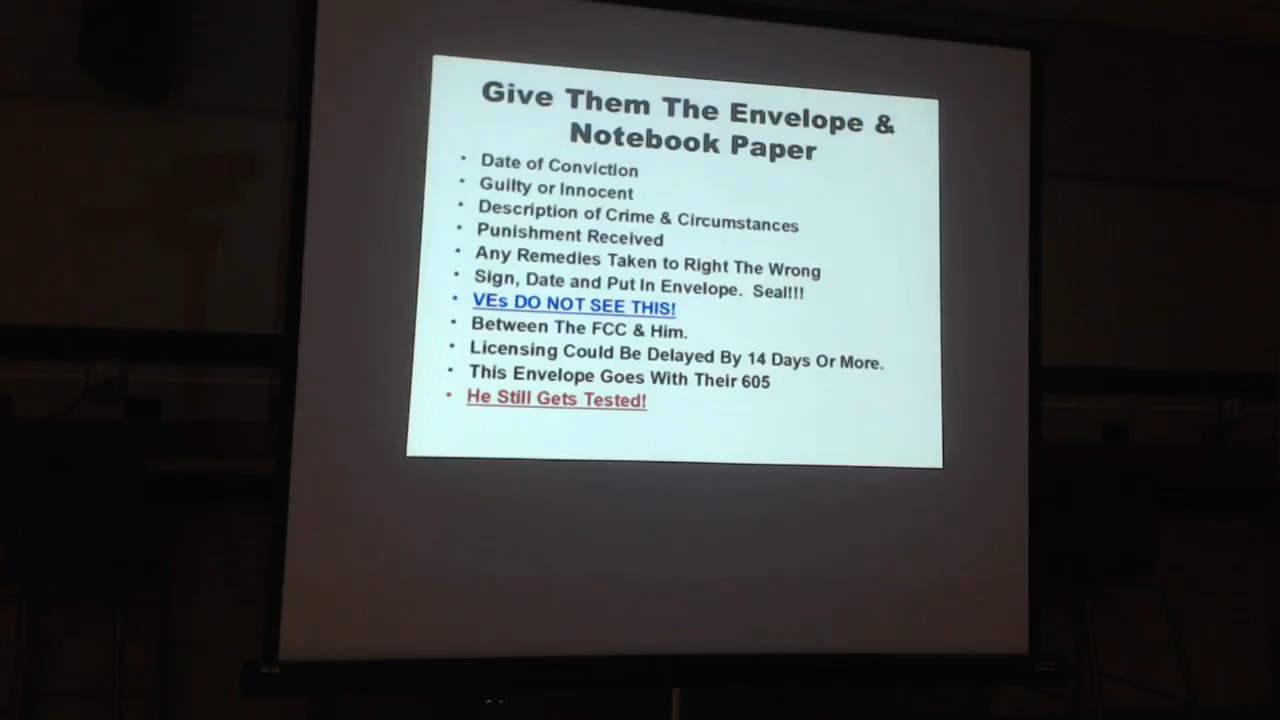 Give Them The Envelope &
Notebook Paper
• Date of Conviction
• Guilty or Innocent
• Description of Crime & Circumstances
• Punishment Received
• Any Remedies Taken to Right The Wrong
• Sign, Date and Put In Envelope. Seal!!!
• VEs DO NOT SEE THIS!
• Between The FCC & Him.
• Licensing Could Be Delayed By 14 Days Or More.
• This Envelope Goes With Their 605
• He Still Gets Tested!